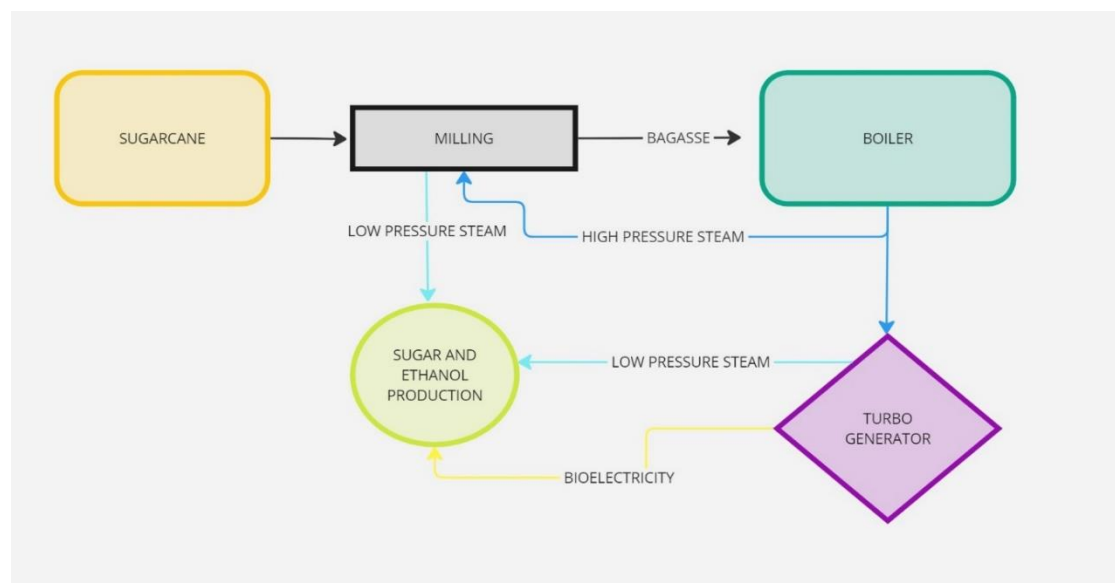 SUGARCANE
MILLING
BAGASSE
BOILER
LOW PRESSURE STEAM
HIGH PRESSURE STEAM
SUGAR AND
ETHANOL
PRODUCTION
LOW PRESSURE STEAM
TURBO
GENERATOR
BIOELECTRICITY